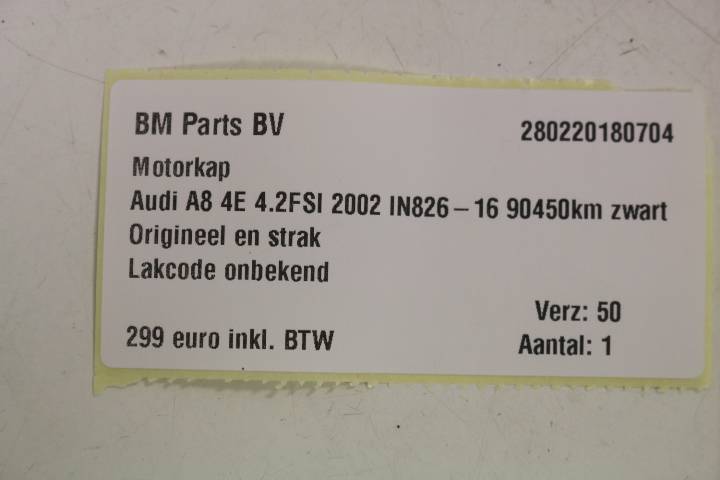 BM Parts BV 280220180704
Motorkap
Audi A8 4E 4.2FSI 2002 IN826-16 90450km zwart
Origineel en strak
Lakcode onbekend
Verz: 50
299 euro inkl. BTW Aantal: 1